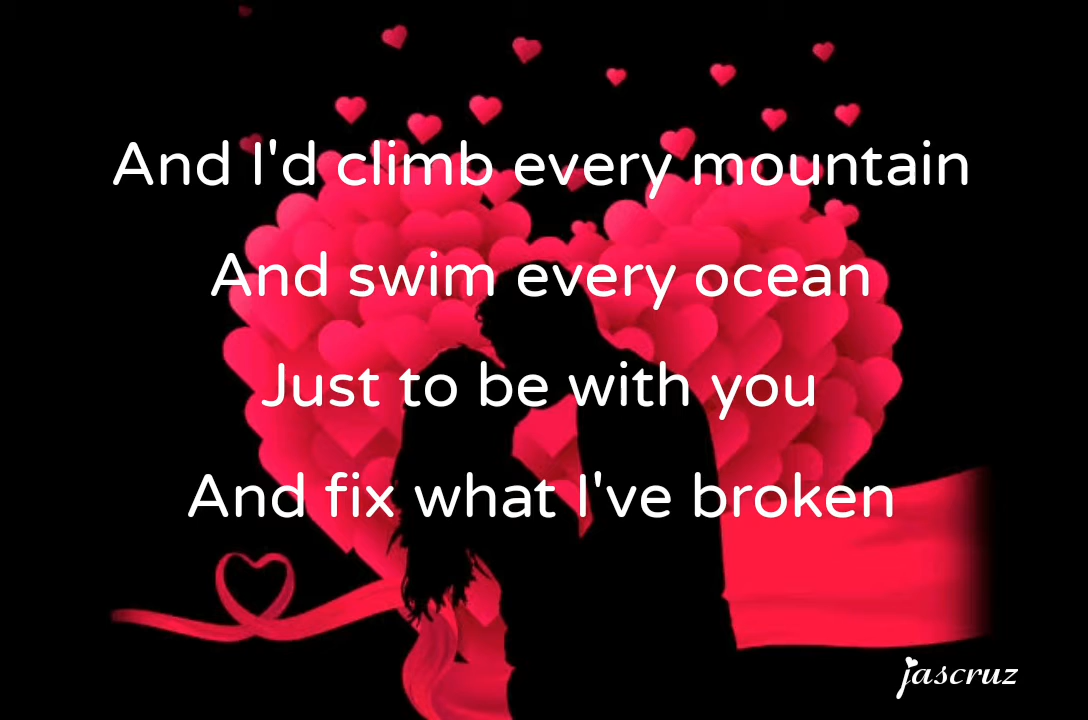 And I'd climb every mountain
And swim every ocean
Just to be with you
And fix what I've broken
jascruz